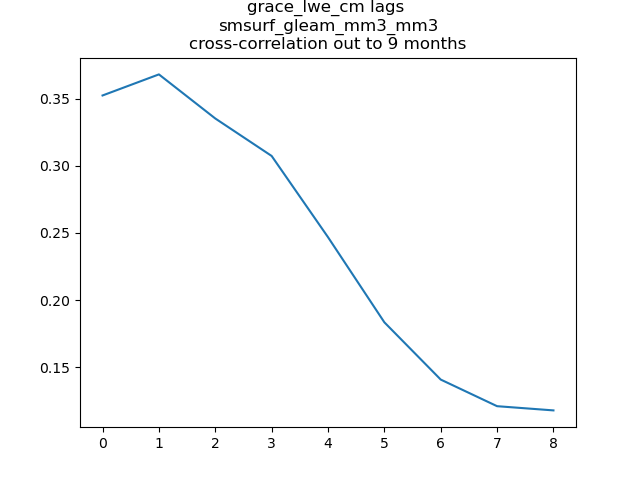 grace_lwe_cm lags
smsurf_gleam_mm3_mm3
cross-correlation out to 9 months
0.35
0.30
0.25
0.20
0.15
0 1 2 3 4 5 6 7 8